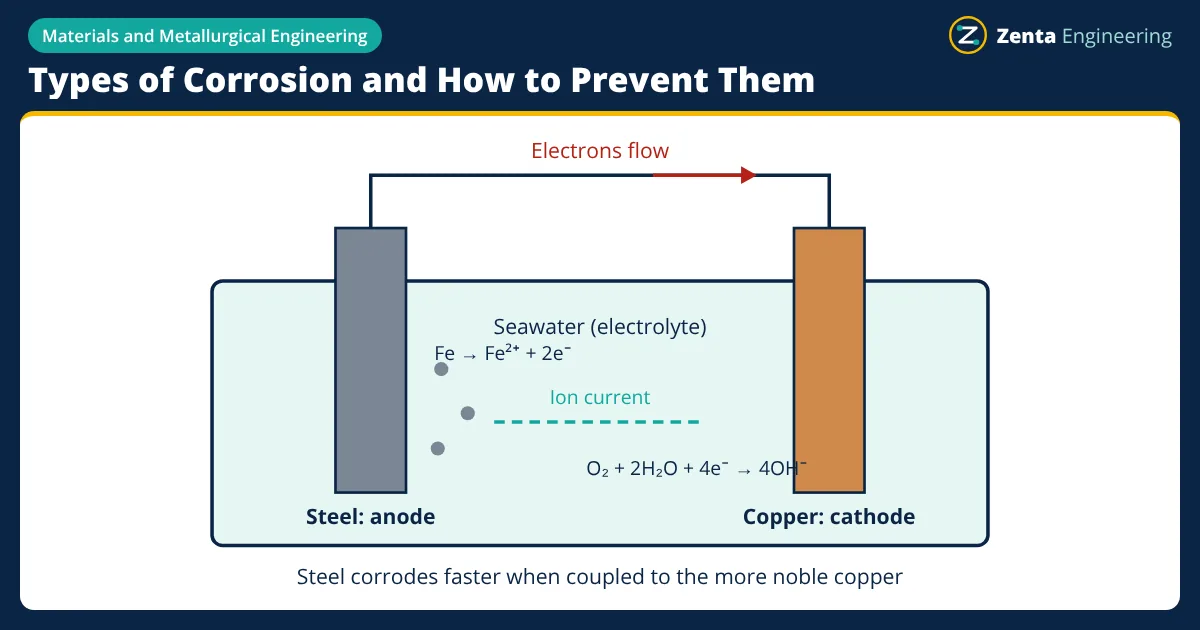 Materials and Metallurgical Engineering
Z Zenta Engineering
Types of Corrosion and How to Prevent Them
Electrons flow
Seawater (electrolyte)
Fe → Fe²⁺ + 2e⁻
Ion current
O₂ + 2H₂O + 4e⁻ → 4OH⁻
Steel: anode
Copper: cathode
Steel corrodes faster when coupled to the more noble copper